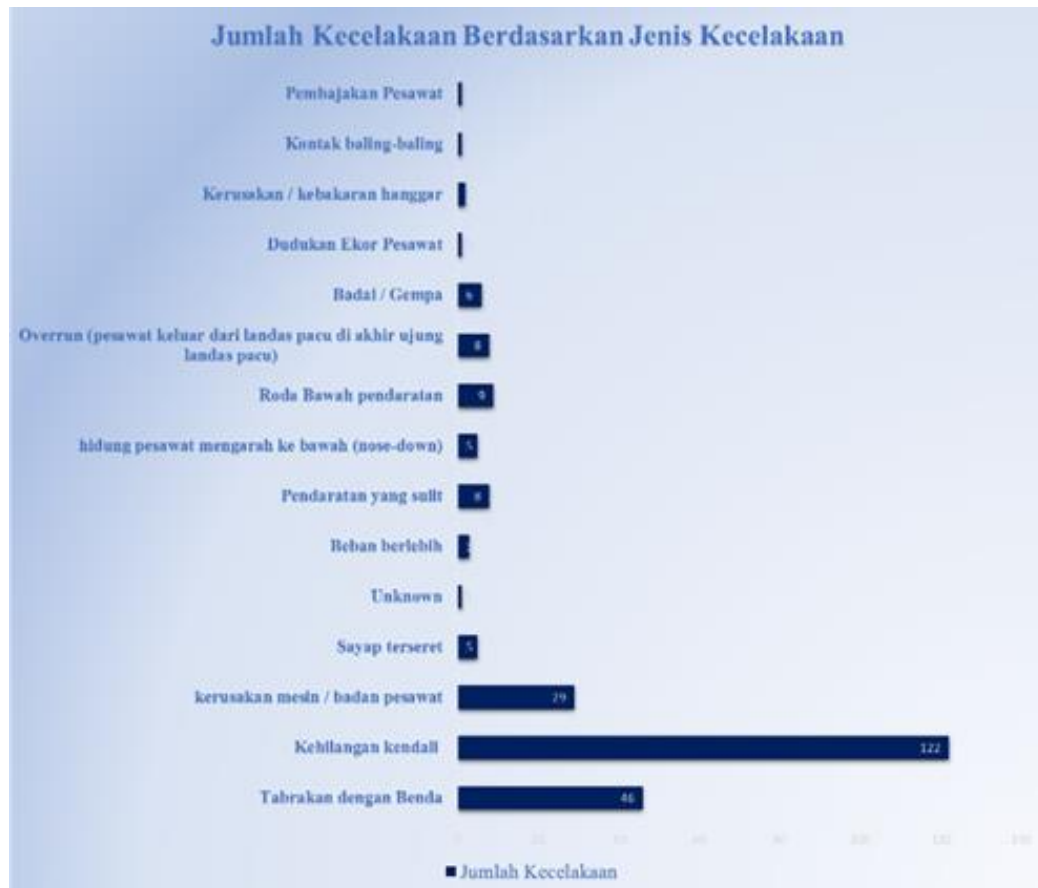 Jumlah Kecelakaan Berdasarkan Jenis Kecelakaan
Pembajakan Pesawat
Kontak baling-baling
Kerusakan / kebakaran hanggar
Dudukan Ekor Pesawat
Badai / Gempa
6
Overrun (pesawat keluar dari landas pacu di akhir ujung
landas pacu)
8
Roda Bawah pendaratan
9
hidung pesawat mengarah ke bawah (nose-down)
5
Pendaratan yang sulit
8
Beban berlebih
Unknown
Sayap terseret
5
kerusakan mesin / badan pesawat
29
Kehilangan kendali
122
Tabrakan dengan Benda
46
Jumlah Kecelakaan